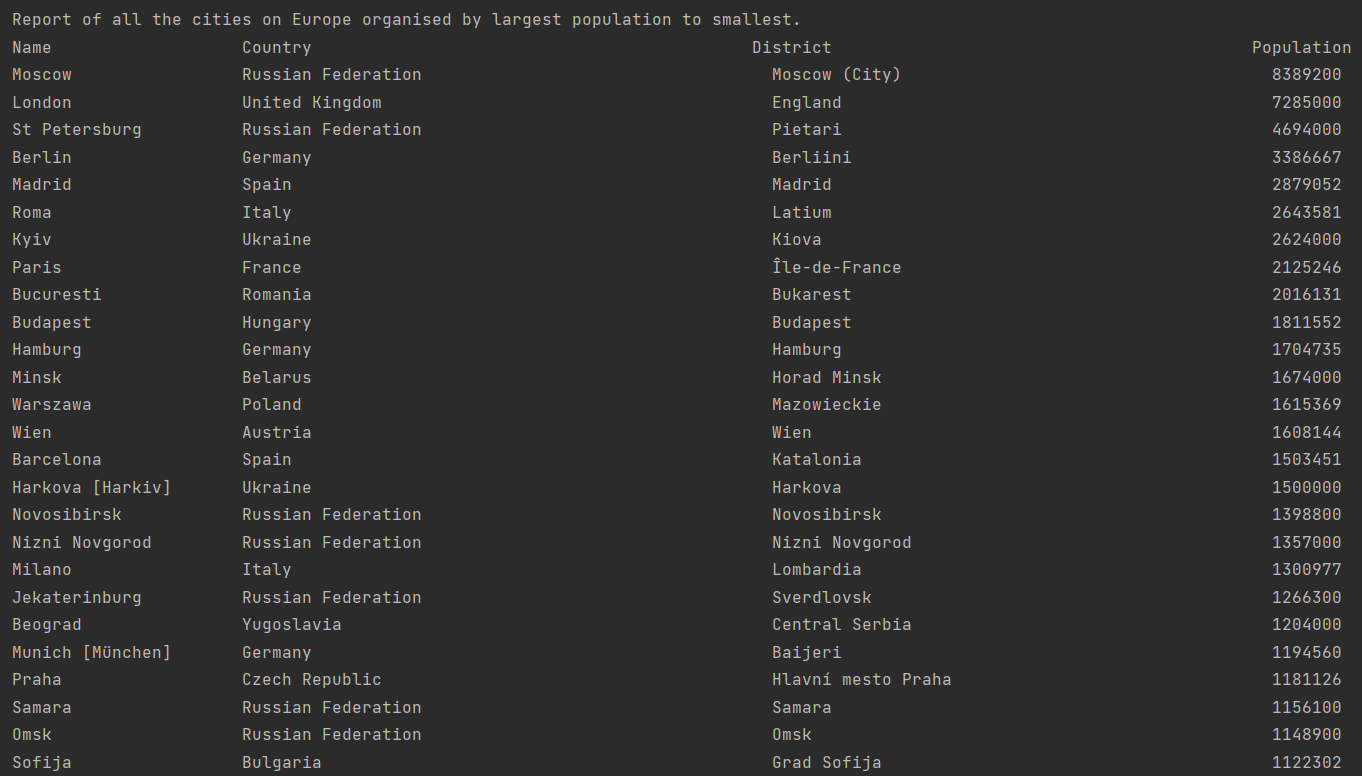 Report of all the cities on Europe organised by largest population to smallest.
Name Country District Population
Moscow Russian Federation Moscow (City) 8389200
London United Kingdom England 7285000
St Petersburg Russian Federation Pietari 4694000
Berlin Germany Berliini 3386667
Madrid Spain Madrid 2879052
Roma Italy Latium 2643581
Kyiv Ukraine Kiova 2624000
Paris France Île-de-France 2125246
Bucuresti Romania Bukarest 2016131
Budapest Hungary Budapest 1811552
Hamburg Germany Hamburg 1704735
Minsk Belarus Horad Minsk 1674000
Warszawa Poland Mazowieckie 1615369
Wien Austria Wien 1608144
Barcelona Spain Katalonia 1503451
Harkova [Harkiv] Ukraine Harkova 1500000
Novosibirsk Russian Federation Novosibirsk 1398800
Nizni Novgorod Russian Federation Nizni Novgorod 1357000
Milano Italy Lombardia 1300977
Jekaterinburg Russian Federation Sverdlovsk 1266300
Beograd Yugoslavia Central Serbia 1204000
Munich [München] Germany Baijeri 1194560
Praha Czech Republic Hlavní mesto Praha 1181126
Samara Russian Federation Samara 1156100
Omsk Russian Federation Omsk 1148900
Sofija Bulgaria Grad Sofija 1122302